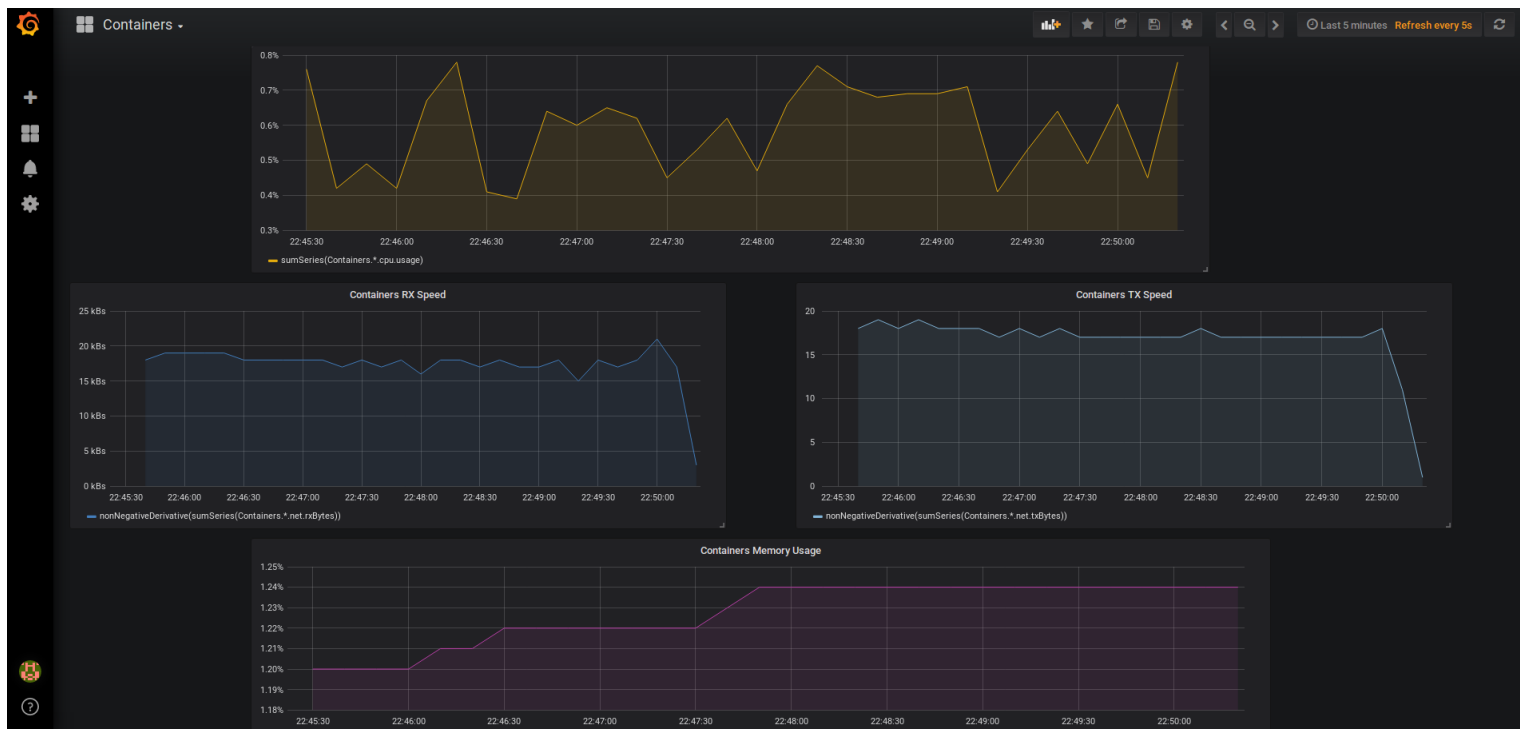 Containers
Last 5 minutes Refresh every 5s
0.8%
0.7%
0.6%
0.5%
0.4%
0.3%
22:45:30 22:46:00 22:46:30 22:47:00 22:47:30 22:48:00 22:48:30 22:49:00 22:49:30 22:50:00
sumSeries(Containers.*.cpu.usage)
Containers RX Speed
25 kBs
20 kBs
15 kBs
10 kBs
5 kBs
0 kBs
22:45:30 22:46:00 22:46:30 22:47:00 22:47:30 22:48:00 22:48:30 22:49:00 22:49:30 22:50:00
nonNegativeDerivative(sumSeries(Containers.*.net.rxBytes))
Containers TX Speed
20
15
10
5
0
22:45:30 22:46:00 22:46:30 22:47:00 22:47:30 22:48:00 22:48:30 22:49:00 22:49:30 22:50:00
nonNegativeDerivative(sumSeries(Containers.*.net.txBytes))
Containers Memory Usage
1.25%
1.24%
1.23%
1.22%
1.21%
1.20%
1.19%
1.18%
22:45:30 22:46:00 22:46:30 22:47:00 22:47:30 22:48:00 22:48:30 22:49:00 22:49:30 22:50:00